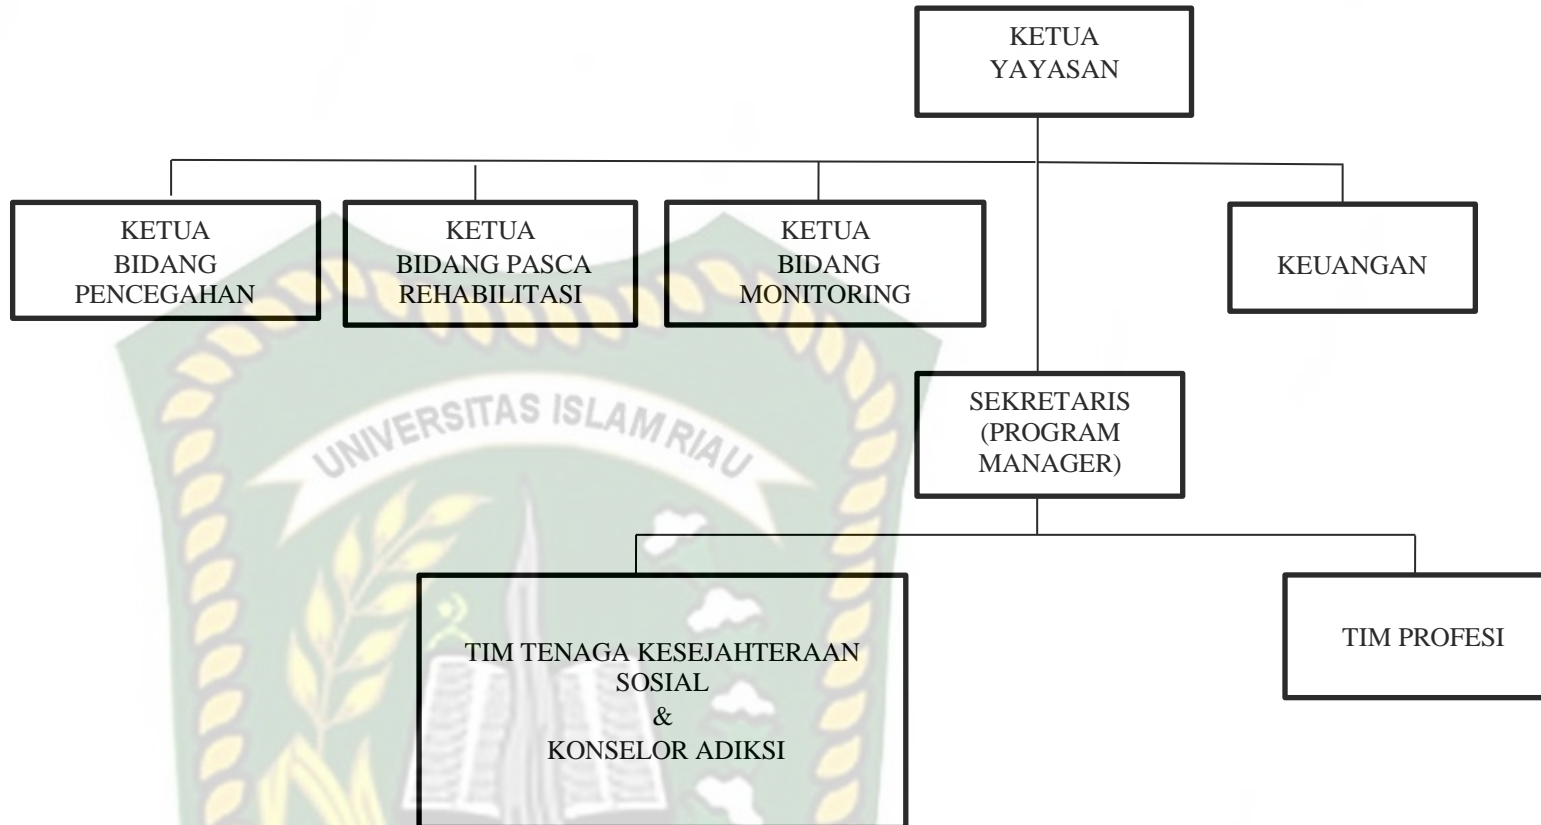 KETUA
YAYASAN
KETUA
BIDANG
PENCEGAHAN
KETUA
BIDANG PASCA
REHABILITASI
KETUA
BIDANG
MONITORING
KEUANGAN
SEKRETARIS
(PROGRAM
MANAGER)
UNIVERSITAS ISLAM RIAU
TIM TENAGA KESEJAHTERAAN
SOSIAL
&
KONSELOR ADIKSI
TIM PROFESI